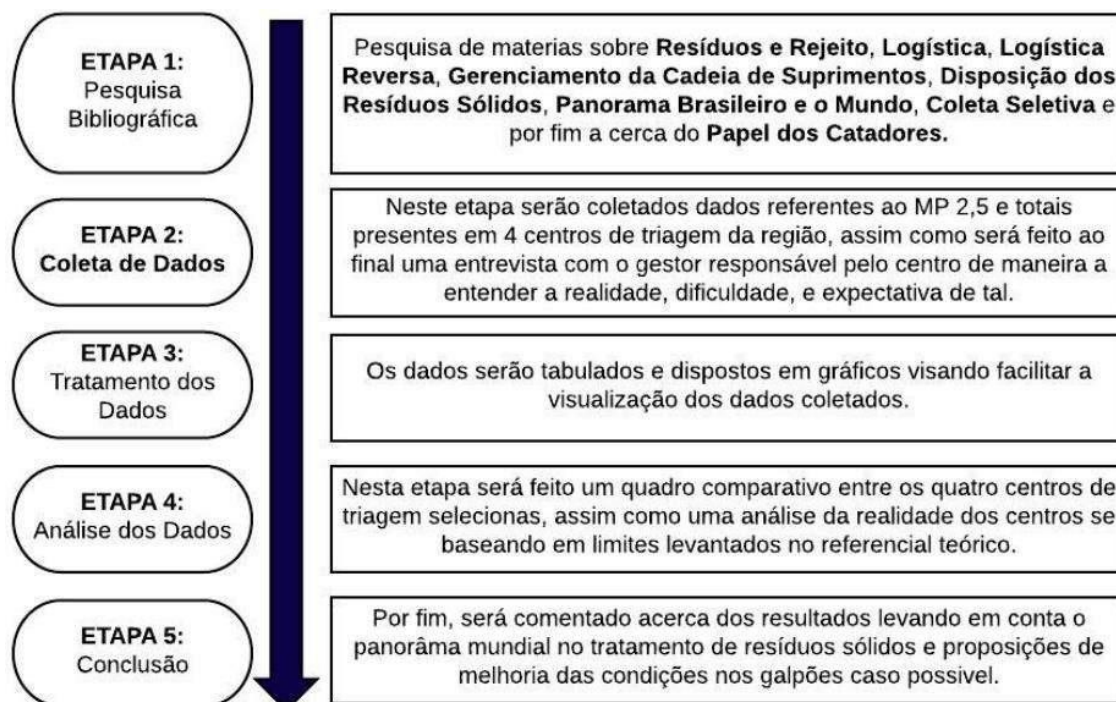 ETAPA 1:
Pesquisa
Bibliográfica
Pesquisa de materias sobre Resíduos e Rejeito, Logística, Logística
Reversa, Gerenciamento da Cadeia de Suprimentos, Disposição dos
Resíduos Sólidos, Panorama Brasileiro e o Mundo, Coleta Seletiva e
por fim a cerca do Papel dos Catadores.
ETAPA 2:
Coleta de Dados
Neste etapa serão coletados dados referentes ao MP 2,5 e totais
presentes em 4 centros de triagem da região, assim como será feito ao
final uma entrevista com o gestor responsável pelo centro de maneira a
entender a realidade, dificuldade, e expectativa de tal.
ETAPA 3:
Tratamento dos
Dados
Os dados serão tabulados e dispostos em gráficos visando facilitar a
visualização dos dados coletados.
ETAPA 4:
Análise dos Dados
Nesta etapa será feito um quadro comparativo entre os quatro centros de
triagem selecionas, assim como uma análise da realidade dos centros se
baseando em limites levantados no referencial teórico.
ETAPA 5:
Conclusão
Por fim, será comentado acerca dos resultados levando em conta o
panorâma mundial no tratamento de resíduos sólidos e proposições de
melhoria das condições nos galpões caso possivel.